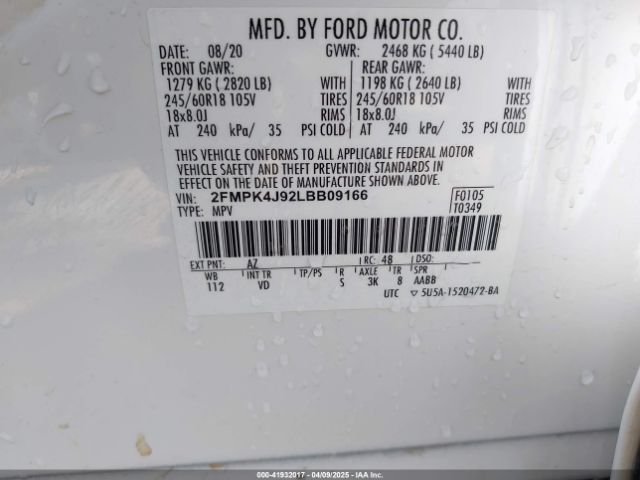 MFD. BY FORD MOTOR CO.
DATE: 08/20 GVWR: 2468 KG ( 5440 LB)
FRONT GAWR: REAR GAWR:
1279 KG ( 2820 LB) WITH 1198 KG ( 2640 LB) WITH
245/60R18 105V TIRES 245/60R18 105V TIRES
18x8.0J RIMS 18x8.0J RIMS
AT 240 kPa/ 35 PSI COLD AT 240 kPa/ 35 PSI COLD
THIS VEHICLE CONFORMS TO ALL APPLICABLE FEDERAL MOTOR
VEHICLE SAFETY AND THEFT PREVENTION STANDARDS IN
EFFECT ON THE DATE OF MANUFACTURE SHOWN ABOVE.
VIN: 2FMPK4J92LBB09166 F0105
TYPE: MPV T0349
EXT PNT: AZ RC: 48 DSO:
WB INT TR TP/PS R AXLE TR SPR
112 VD S 3K 8 AABB
UTC ▽ 5U5A-1520472-BA
000-41932017 - 04/09/2025 - IAAI.COM